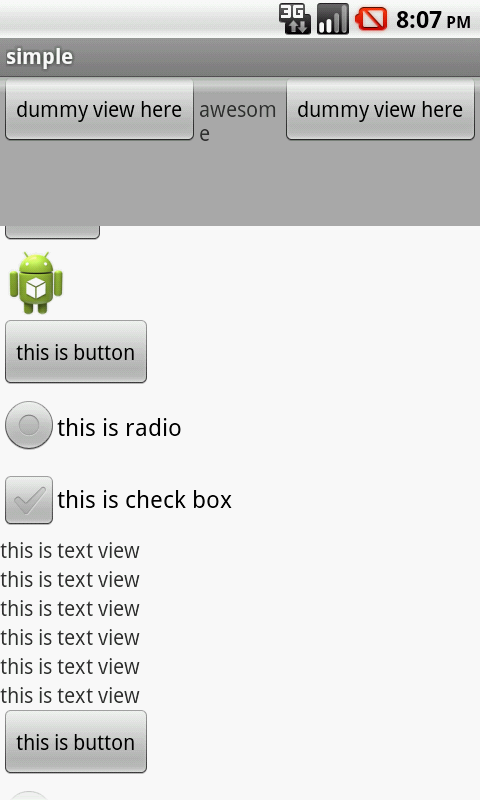 3G
8:07 PM
simple
dummy view here
awesom
e
dummy view here
this is button
this is radio
this is check box
this is text view
this is text view
this is text view
this is text view
this is text view
this is text view
this is button